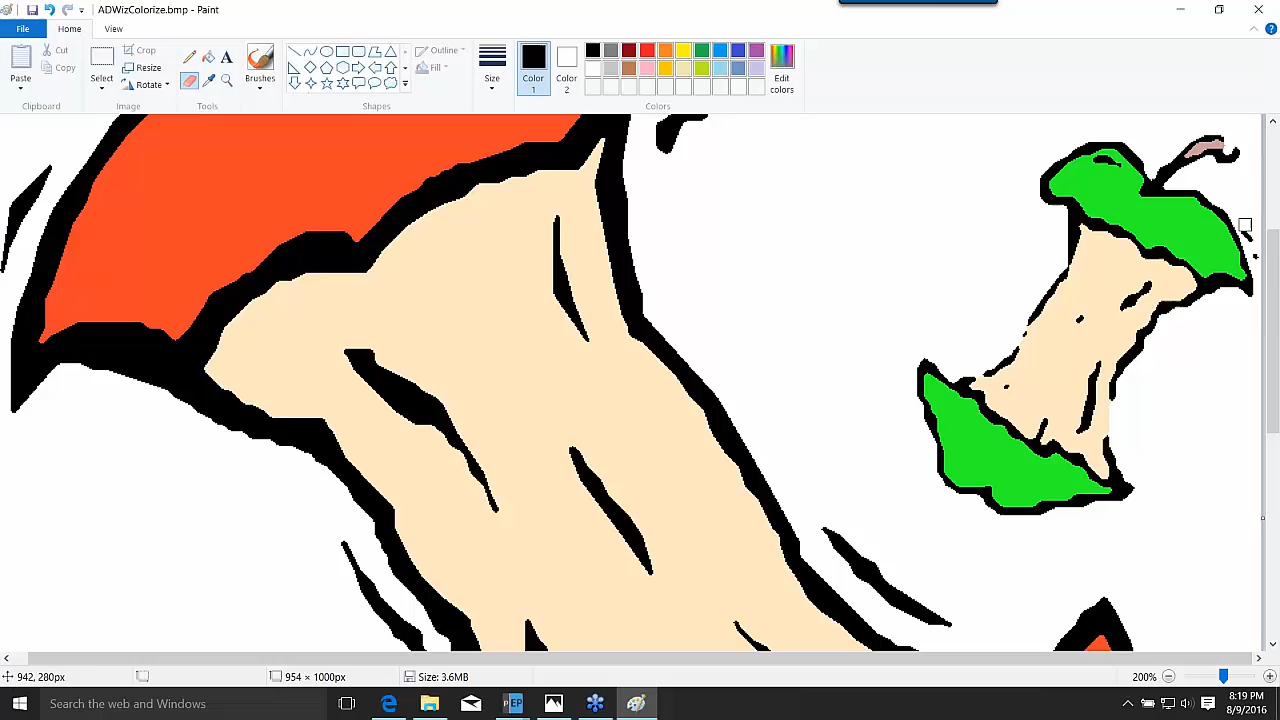 ADWizColorize.bmp - Paint
File
Home
View
Paste
Cut
Copy
Clipboard
Select
Crop
Resize
Rotate
Image
A
Tools
Brushes
Shapes
Outline
Fill
Size
Color
1
Color
2
Edit
colors
Colors
942, 280px
954 × 1000px
Size: 3.6MB
200%
Search the web and Windows
EP
8:19 PM
8/9/2016